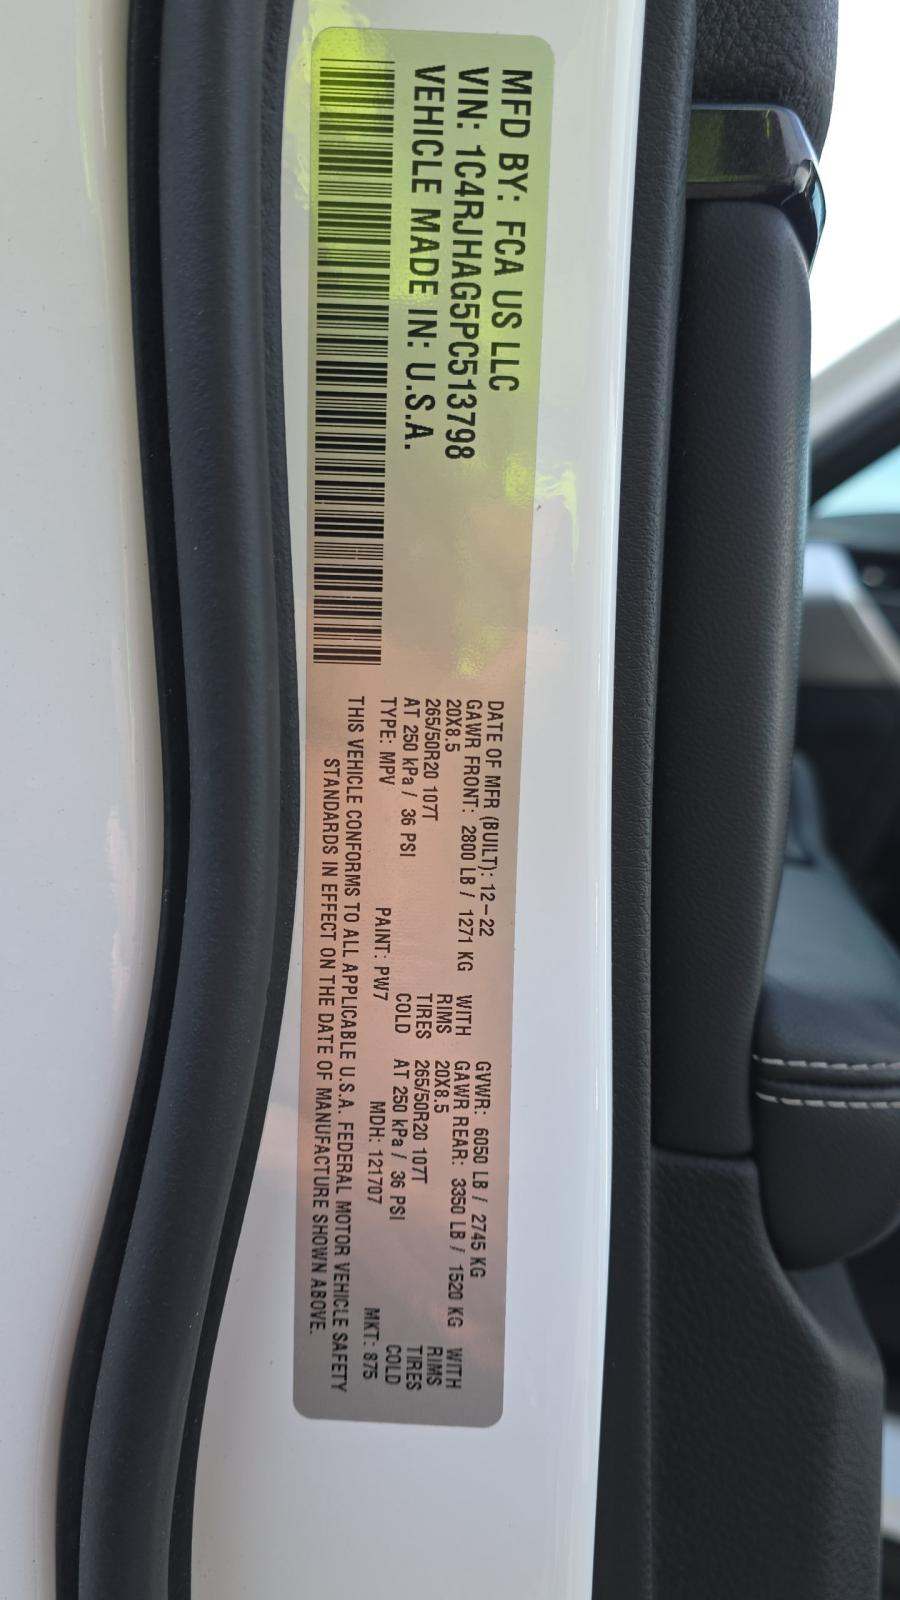 MFD BY: FCA US LLC
VIN: 1C4RJHAG5PC513798
VEHICLE MADE IN: U.S.A.
DATE OF MFR (BUILT): 12-22 GVWR: 6050 LB / 2745 KG
GAWR FRONT: 2800 LB / 1271 KG WITH GAWR REAR: 3350 LB / 1520 KG WITH
20X8.5 RIMS 20X8.5 RIMS
265/50R20 107T TIRES 265/50R20 107T TIRES
AT 250 kPa / 36 PSI COLD AT 250 kPa / 36 PSI COLD
TYPE: MPV PAINT: PW7 MDH: 121707 MKT: 875
THIS VEHICLE CONFORMS TO ALL APPLICABLE U.S.A. FEDERAL MOTOR VEHICLE SAFETY
STANDARDS IN EFFECT ON THE DATE OF MANUFACTURE SHOWN ABOVE.